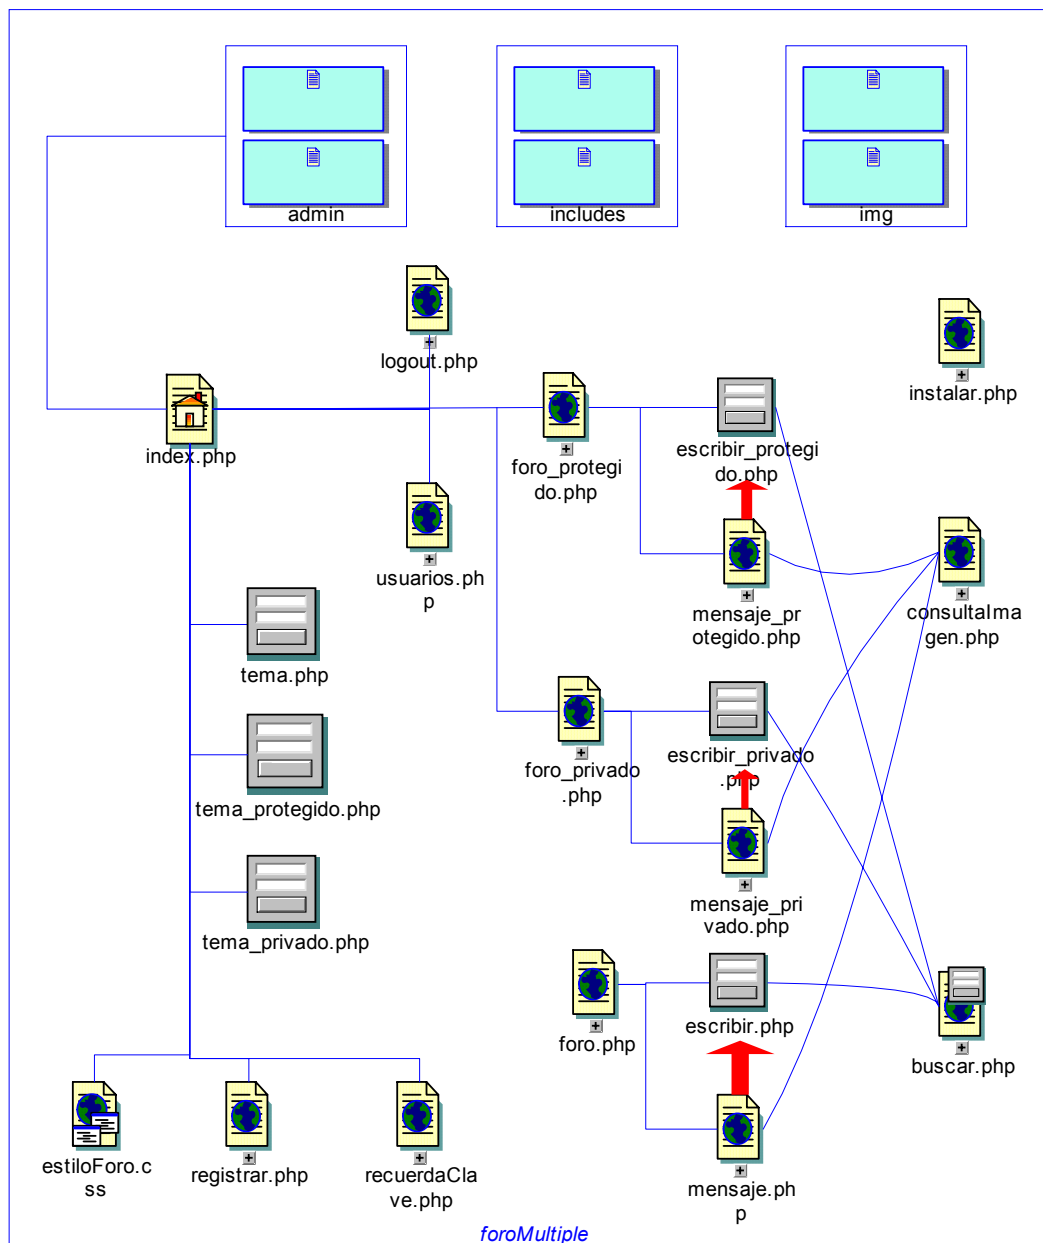 admin
includes
img
logout.php
instalar.php
index.php
foro_protegi
do.php
escribir_protegi
do.php
usuarios.ph
p
mensaje_pr
otegido.php
consultaIma
gen.php
tema.php
foro_privado
.php
escribir_privado
.php
tema_protegido.php
mensaje_pri
vado.php
tema_privado.php
foro.php
escribir.php
buscar.php
estiloForo.c
ss
registrar.php
recuerdaCla
ve.php
mensaje.ph
p
foroMultiple